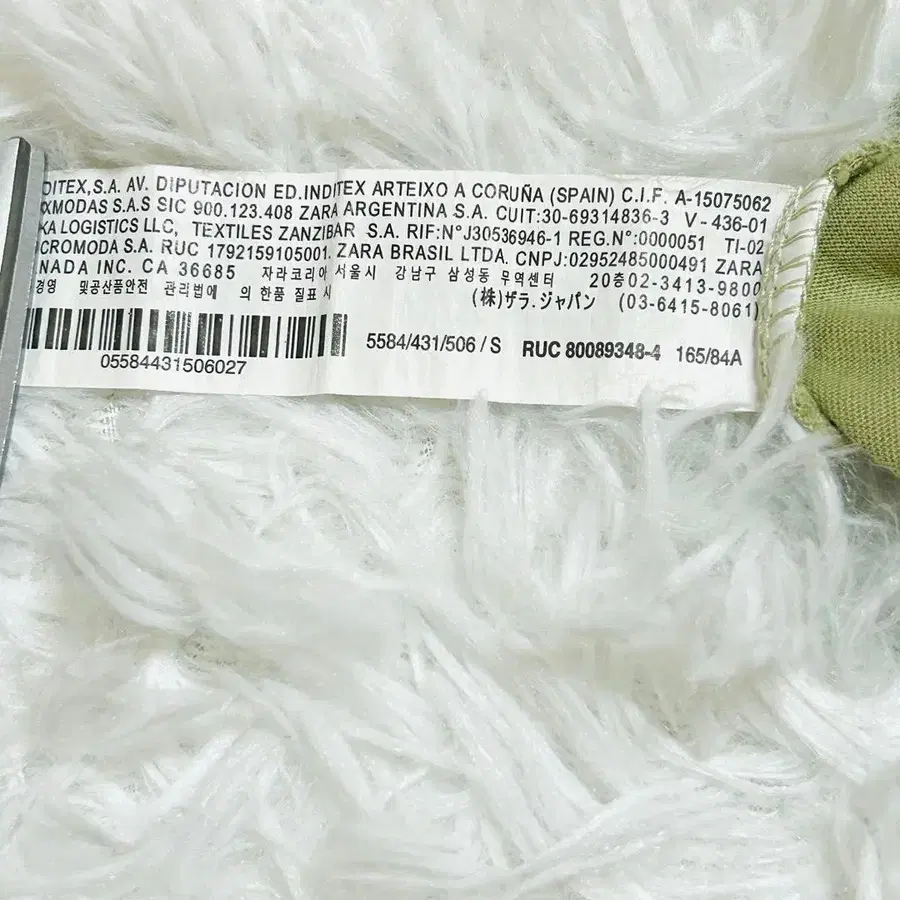 DITEX,S.A. AV. DIPUTACION ED.INDITEX ARTEIXO A CORUÑA (SPAIN) C.I.F. A-15075062
XMODAS S.A.S SIC 900.123.408 ZARA ARGENTINA S.A. CUIT:30-69314836-3 V-436-01
KA LOGISTICS LLC, TEXTILES ZANZIBAR S.A. RIF:N°J30536946-1 REG.N°:0000051 TI-02
CROMODA S.A. RUC 1792159105001. ZARA BRASIL LTDA. CNPJ:02952485000491 ZARA
NADA INC. CA 36685 자라코리아 서울시 강남구 삼성동 무역센터 20층02-3413-9800
경영 및공산품안전 관리법에 의한품 질표시 (株)ザラ.ジャパン (03-6415-8061)
5584/431/506 / S RUC 80089348-4 165/84A
05584431506027